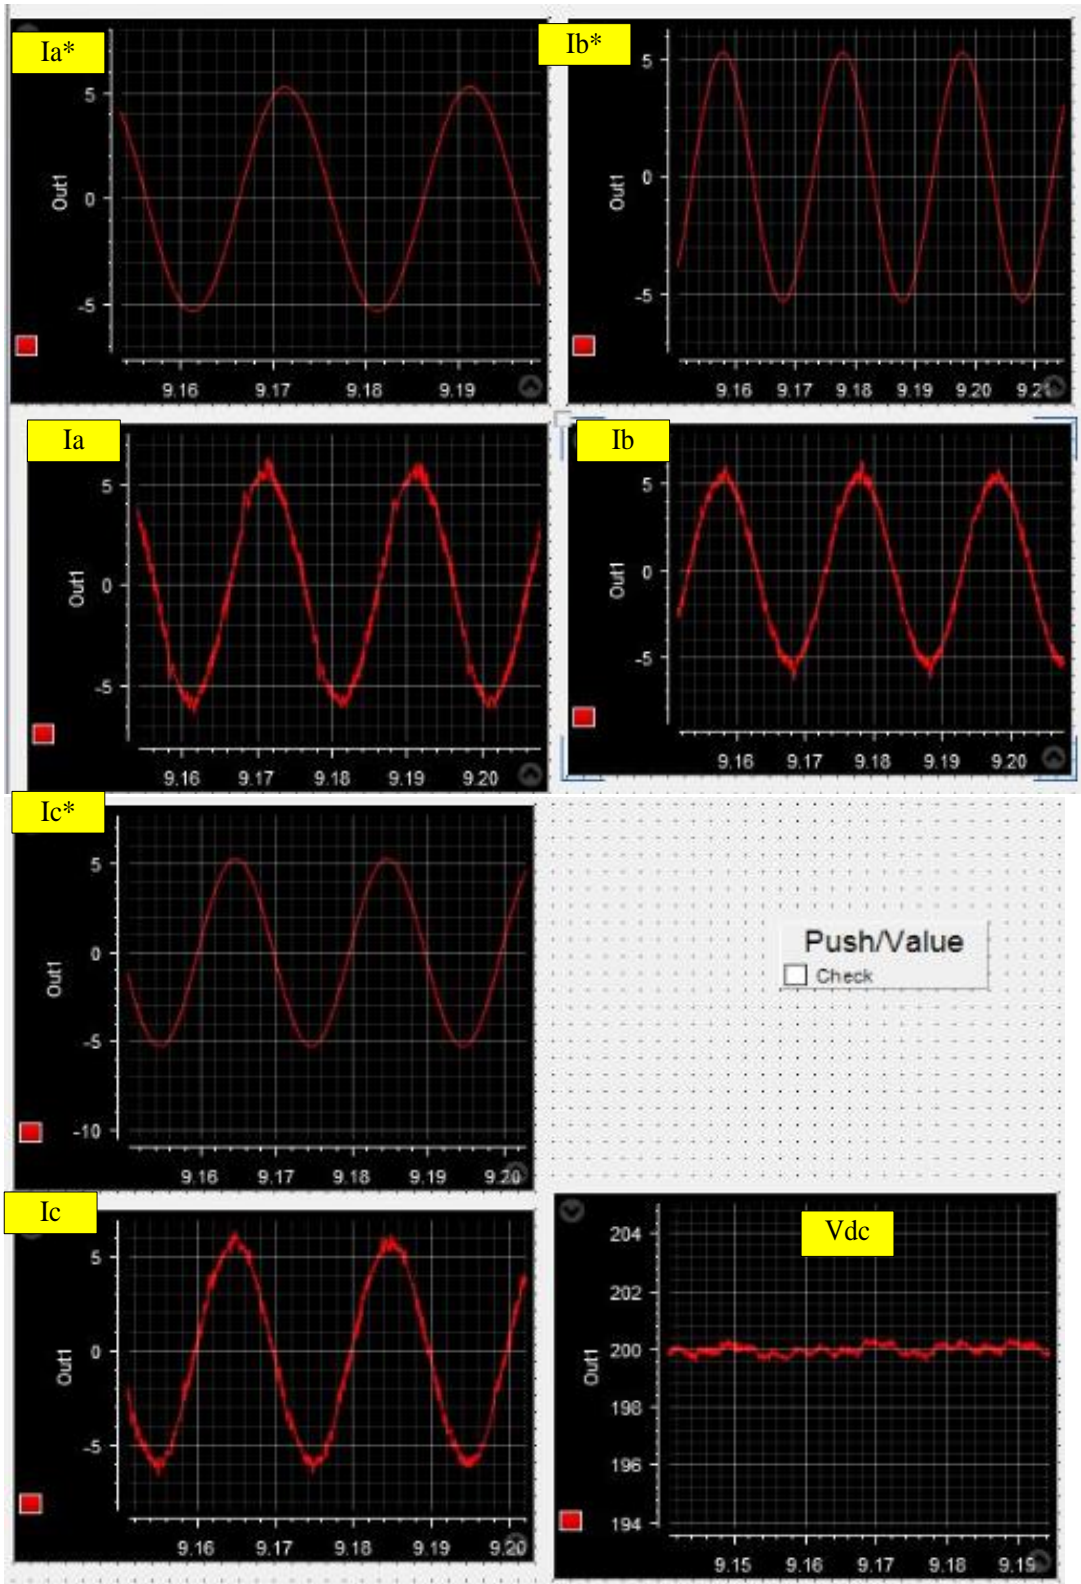 Ia*
5
0
-5
Out1
9.16 9.17 9.18 9.19
Ib*
5
0
-5
Out1
9.16 9.17 9.18 9.19 9.20 9.21
Ia
5
0
-5
Out1
9.16 9.17 9.18 9.19 9.20
Ib
5
0
-5
Out1
9.16 9.17 9.18 9.19 9.20
Ic*
5
0
-5
-10
Out1
9.16 9.17 9.18 9.19 9.20
Push/Value
Check
Ic
5
0
-5
Out1
9.16 9.17 9.18 9.19 9.20
Vdc
204
202
200
198
196
194
Out1
9.15 9.16 9.17 9.18 9.19